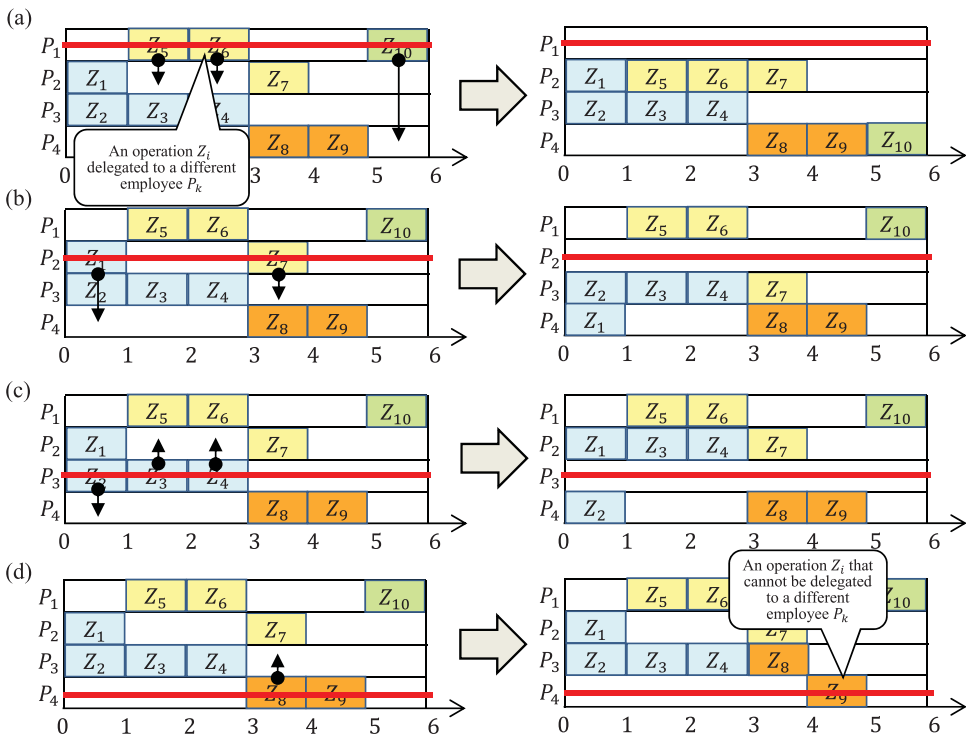 (a)
P1 Z5 Z6 Z10
P2 Z1 Z7
P3 Z2 Z3 Z4
P4 Z8 Z9
An operation Zi
delegated to a different
employee Pk
0 1 2 3 4 5 6
P1
P2 Z1 Z5 Z6 Z7
P3 Z2 Z3 Z4
P4 Z8 Z9 Z10
0 1 2 3 4 5 6
(b)
P1 Z5 Z6 Z10
P2 Z1 Z7
P3 Z2 Z3 Z4
P4 Z8 Z9
0 1 2 3 4 5 6
P1 Z5 Z6 Z10
P2
P3 Z2 Z3 Z4 Z7
P4 Z1 Z8 Z9
0 1 2 3 4 5 6
(c)
P1 Z5 Z6 Z10
P2 Z1 Z7
P3 Z2 Z3 Z4
P4 Z8 Z9
0 1 2 3 4 5 6
P1 Z5 Z6 Z10
P2 Z1 Z3 Z4 Z7
P3
P4 Z2 Z8 Z9
0 1 2 3 4 5 6
(d)
P1 Z5 Z6 Z10
P2 Z1 Z7
P3 Z2 Z3 Z4
P4 Z8 Z9
0 1 2 3 4 5 6
An operation Zi that
cannot be delegated
to a different
employee Pk
P1 Z5 Z6 Z10
P2 Z1 Z7
P3 Z2 Z3 Z4 Z8
P4 Z9
0 1 2 3 4 5 6